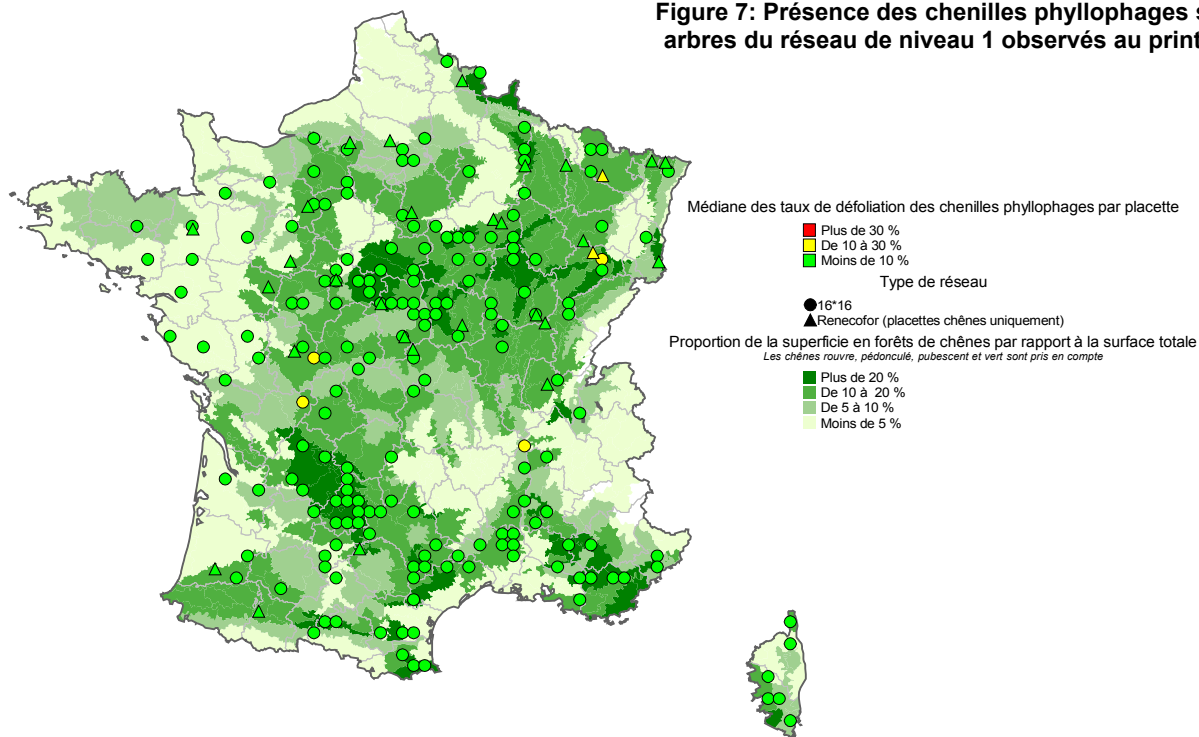 Figure 7: Présence des chenilles phyllophages
arbres du réseau de niveau 1 observés au
Médiane des taux de défoliation des chenilles phyllophages par placette
Plus de 30 %
De 10 à 30 %
Moins de 10 %
Type de réseau
16*16
Renecofor (placettes chênes uniquement)
Proportion de la superficie en forêts de chênes par rapport à la surface totale
Les chênes rouvre, pédonculé, pubescent et vert sont pris en compte
Plus de 20 %
De 10 à 20 %
De 5 à 10 %
Moins de 5 %